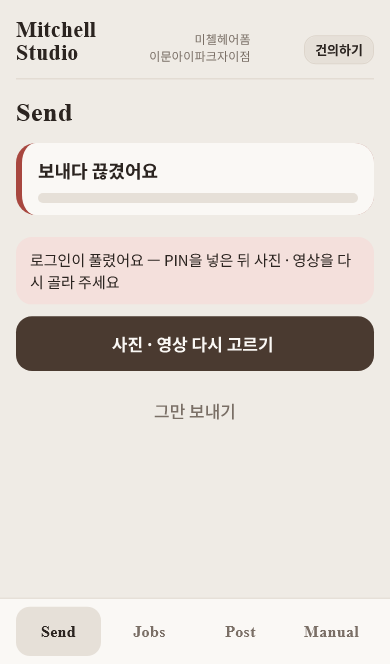 Mitchell
Studio
미젤헤어폼
이문아이파크자이점
건의하기
Send
보내다 끊겼어요
로그인이 풀렸어요 — PIN을 넣은 뒤 사진 · 영상을 다
시 골라 주세요
사진 · 영상 다시 고르기
그만 보내기
Send
Jobs
Post
Manual